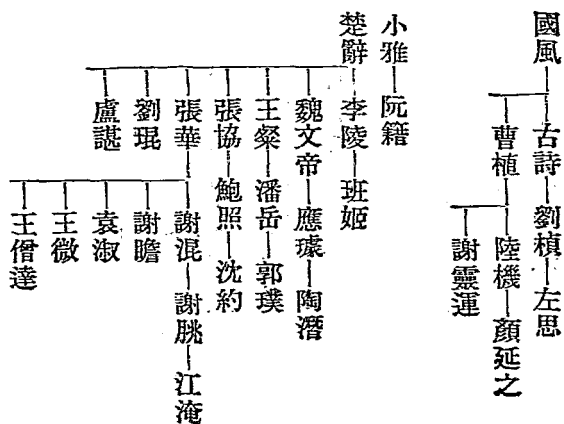 國風
古詩
劉楨
左思
曹植
陸機
顏延之
謝靈運
小雅
阮籍
楚辭
李陵
班姬
魏文帝
應璩
陶潛
王粲
潘岳
郭璞
張協
鮑照
沈約
張華
謝混
謝朓
江淹
謝瞻
袁淑
王微
王僧達
劉琨
盧諶